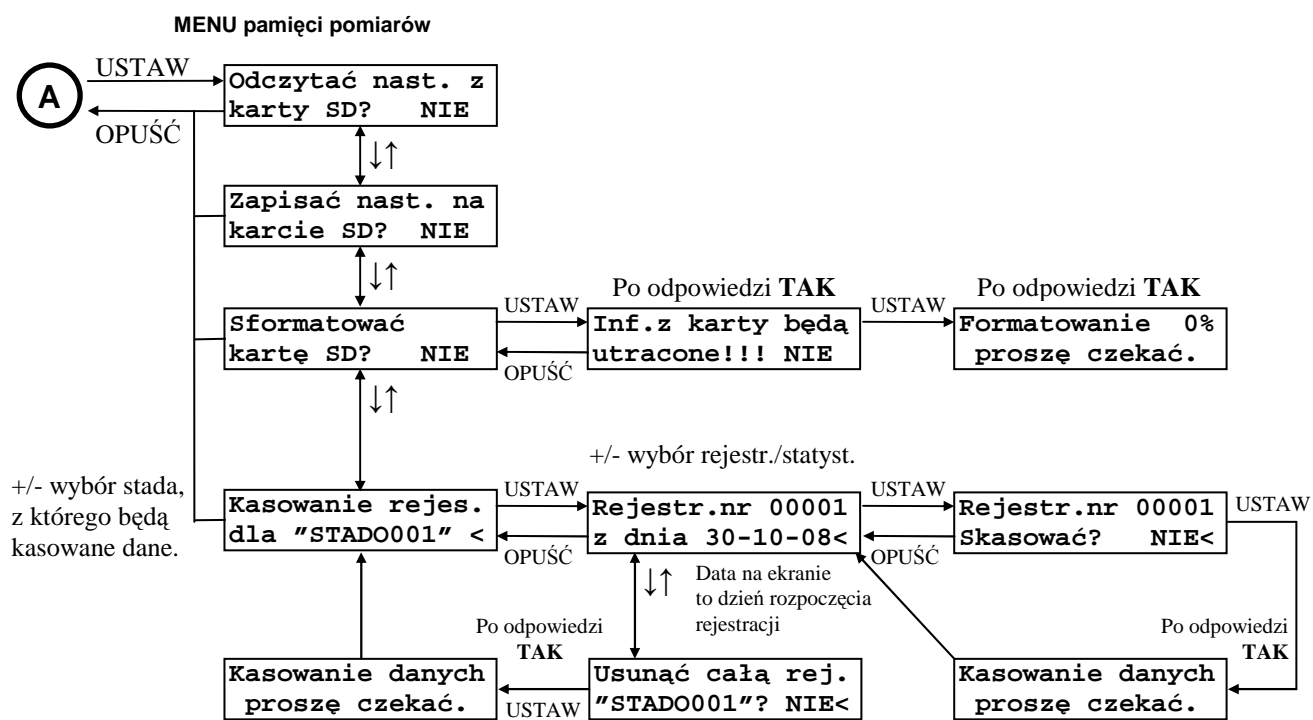 MENU pamięci pomiarów
A
USTAW
OPUŚĆ
Odczytać nast. z
karty SD? NIE
↓↑
Zapisać nast. na
karcie SD? NIE
↓↑
Sformatować
kartę SD? NIE
USTAW
OPUŚĆ
Po odpowiedzi TAK
Inf.z karty będą
utracone!!! NIE
USTAW
Po odpowiedzi TAK
Formatowanie 0%
proszę czekać.
↓↑
+/- wybór stada,
z którego będą
kasowane dane.
Kasowanie rejes.
dla "STADO001" <
USTAW
OPUŚĆ
+/- wybór rejestr./statyst.
Rejestr.nr 00001
z dnia 30-10-08<
USTAW
OPUŚĆ
Rejestr.nr 00001
Skasować? NIE<
USTAW
↓↑
Data na ekranie
to dzień rozpoczęcia
rejestracji
Po odpowiedzi
TAK
Po odpowiedzi
TAK
Kasowanie danych
proszę czekać.
USTAW
Usunąć całą rej.
"STADO001"? NIE<
Kasowanie danych
proszę czekać.